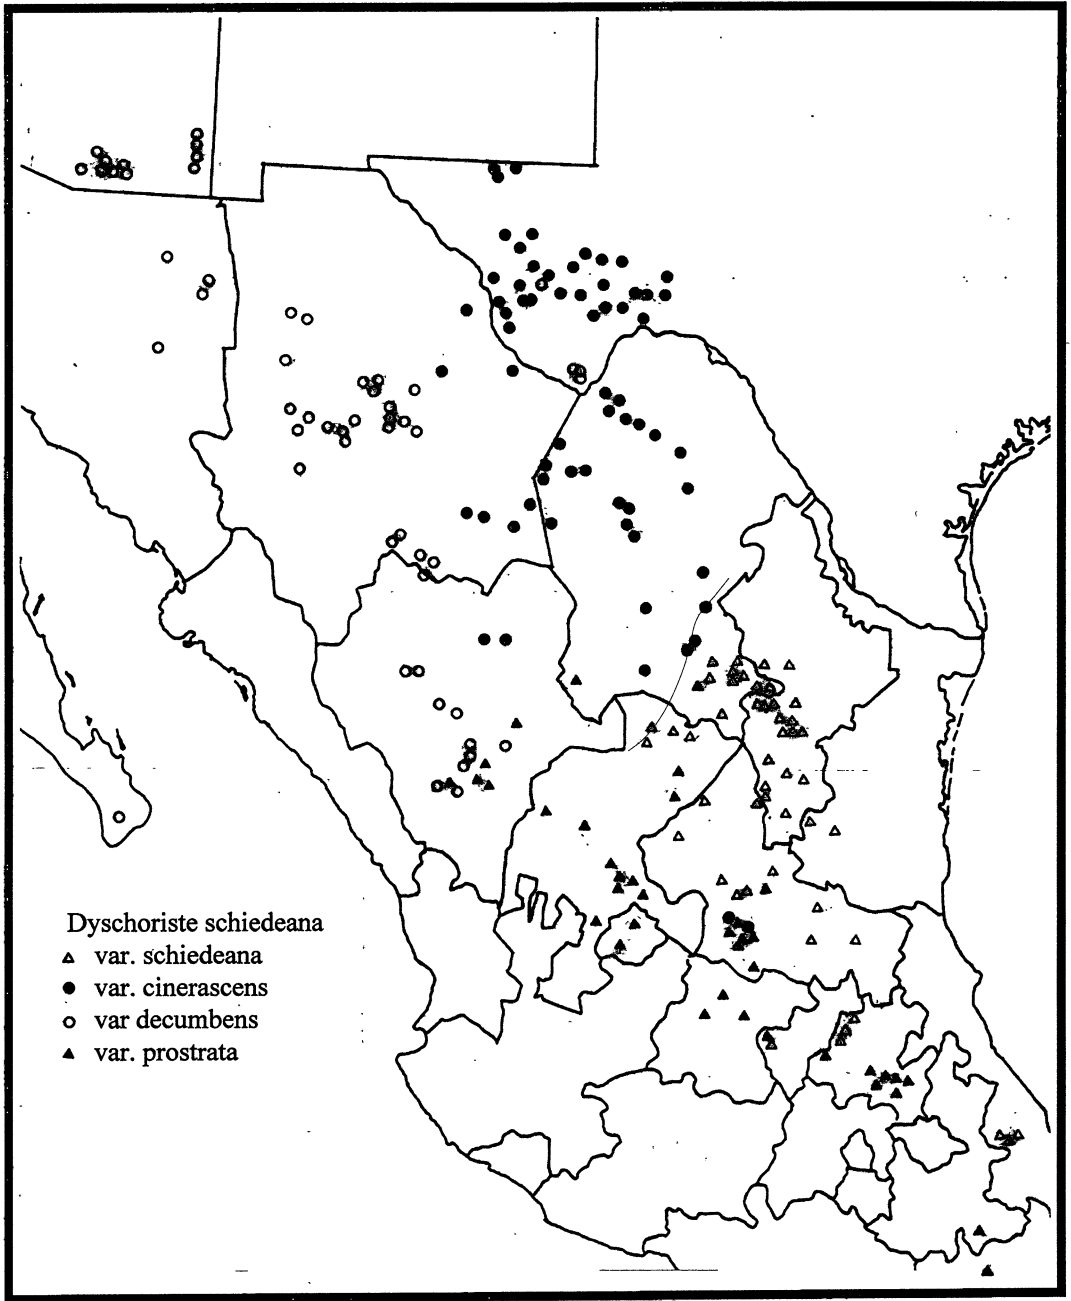 Dyschoriste schiedeana
var. schiedeana
var. cinerascens
var decumbens
var. prostrata